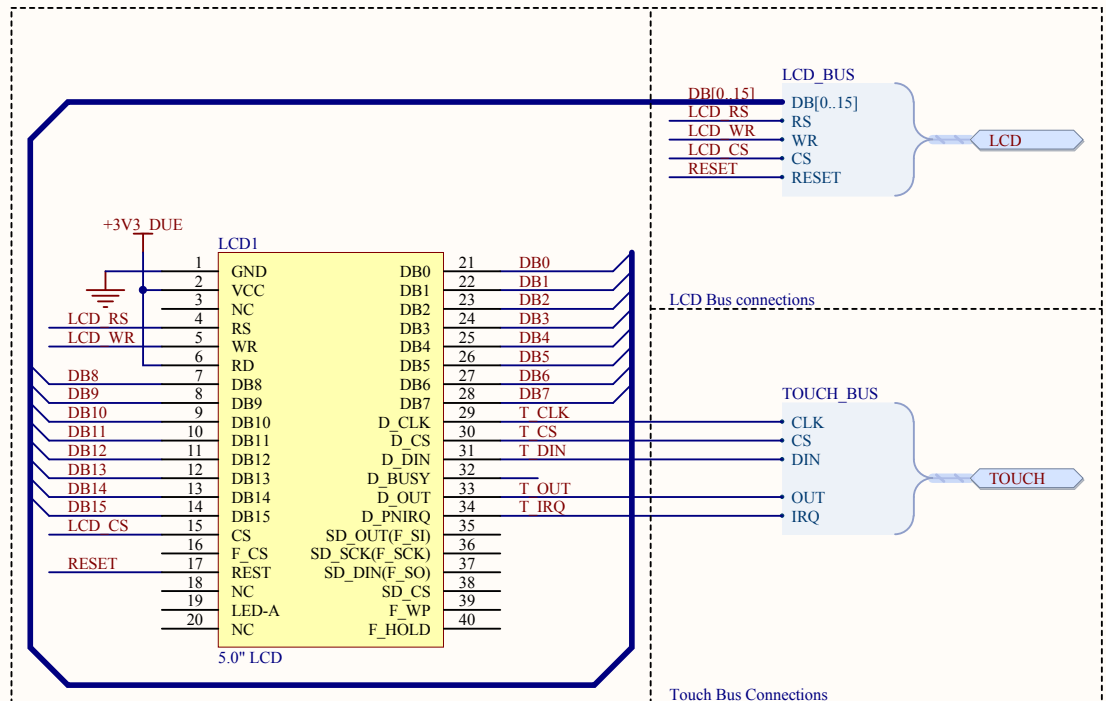 LCD_BUS
DB[0..15]
DB[0..15]
LCD_RS
RS
LCD_WR
WR
LCD_CS
CS
RESET
RESET
LCD
LCD Bus connections
+3V3_DUE
LCD1
1 GND DB0 21 DB0
2 VCC DB1 22 DB1
3 NC DB2 23 DB2
LCD_RS 4 RS DB3 24 DB3
LCD_WR 5 WR DB4 25 DB4
6 RD DB5 26 DB5
DB8 7 DB8 DB6 27 DB6
DB9 8 DB9 DB7 28 DB7
DB10 9 DB10 D_CLK 29 T_CLK
DB11 10 DB11 D_CS 30 T_CS
DB12 11 DB12 D_DIN 31 T_DIN
DB13 12 DB13 D_BUSY 32
DB14 13 DB14 D_OUT 33 T_OUT
DB15 14 DB15 D_PNIRQ 34 T_IRQ
LCD_CS 15 CS SD_OUT(F_SI) 35
16 F_CS SD_SCK(F_SCK) 36
RESET 17 REST SD_DIN(F_SO) 37
18 NC SD_CS 38
19 LED-A F_WP 39
20 NC F_HOLD 40
5.0" LCD
TOUCH_BUS
CLK
CS
DIN
OUT
IRQ
TOUCH
Touch Bus Connections